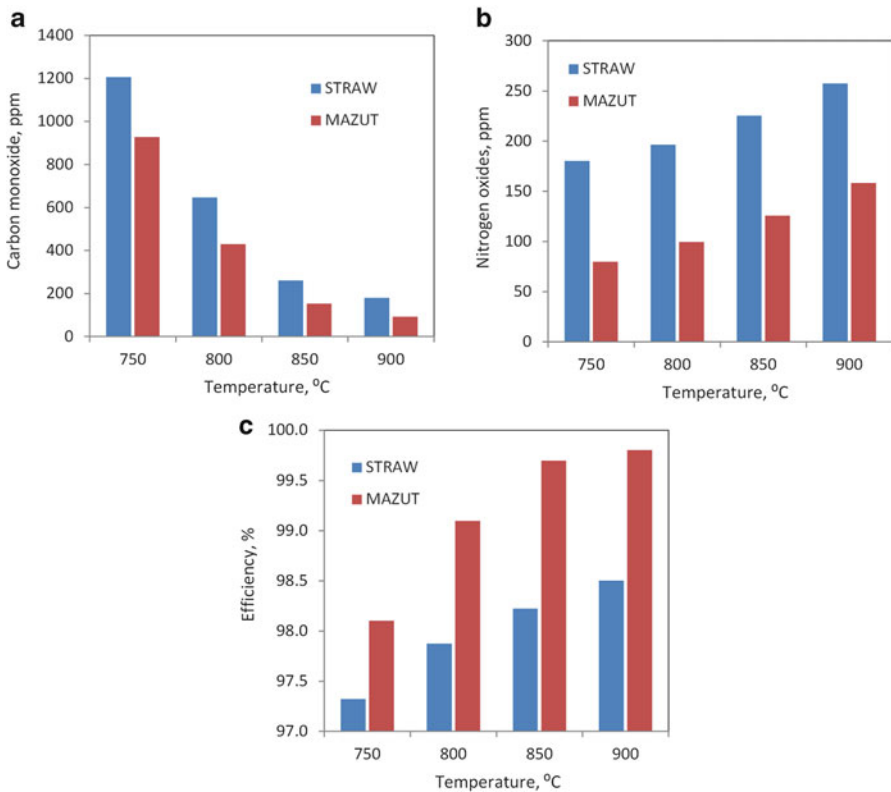 a
1400
1200
1000
800
600
400
200
0
Carbon monoxide, ppm
STRAW
MAZUT
750 800 850 900
Temperature, ⁰C
b
300
250
200
150
100
50
0
Nitrogen oxides, ppm
STRAW
MAZUT
750 800 850 900
Temperature, ⁰C
c
100.0
99.5
99.0
98.5
98.0
97.5
97.0
Efficiency, %
STRAW
MAZUT
750 800 850 900
Temperature, ⁰C